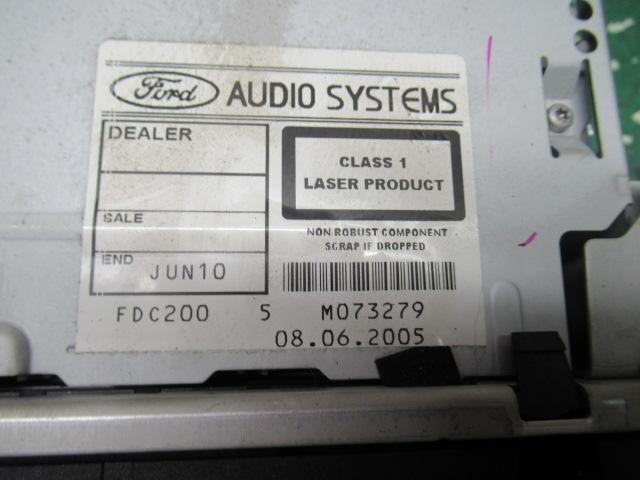 Ford AUDIO SYSTEMS
DEALER
SALE
END JUN10
CLASS 1
LASER PRODUCT
NON ROBUST COMPONENT
SCRAP IF DROPPED
FDC200 5 M073279
08.06.2005